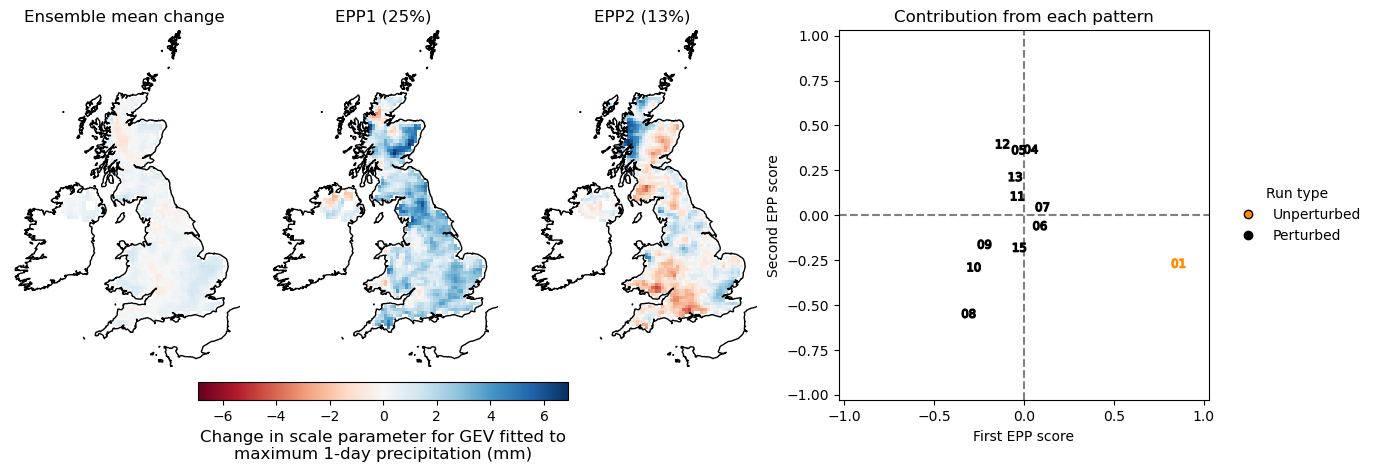 Ensemble mean change
EPP1 (25%)
EPP2 (13%)
−6 −4 −2 0 2 4 6
Change in scale parameter for GEV fitted to
maximum 1-day precipitation (mm)
Contribution from each pattern
Second EPP score
1.00
0.75
0.50
0.25
0.00
−0.25
−0.50
−0.75
−1.00
12
05
04
13
11
07
06
09
15
10
01
08
−1.0 −0.5 0.0 0.5 1.0
First EPP score
Run type
Unperturbed
Perturbed